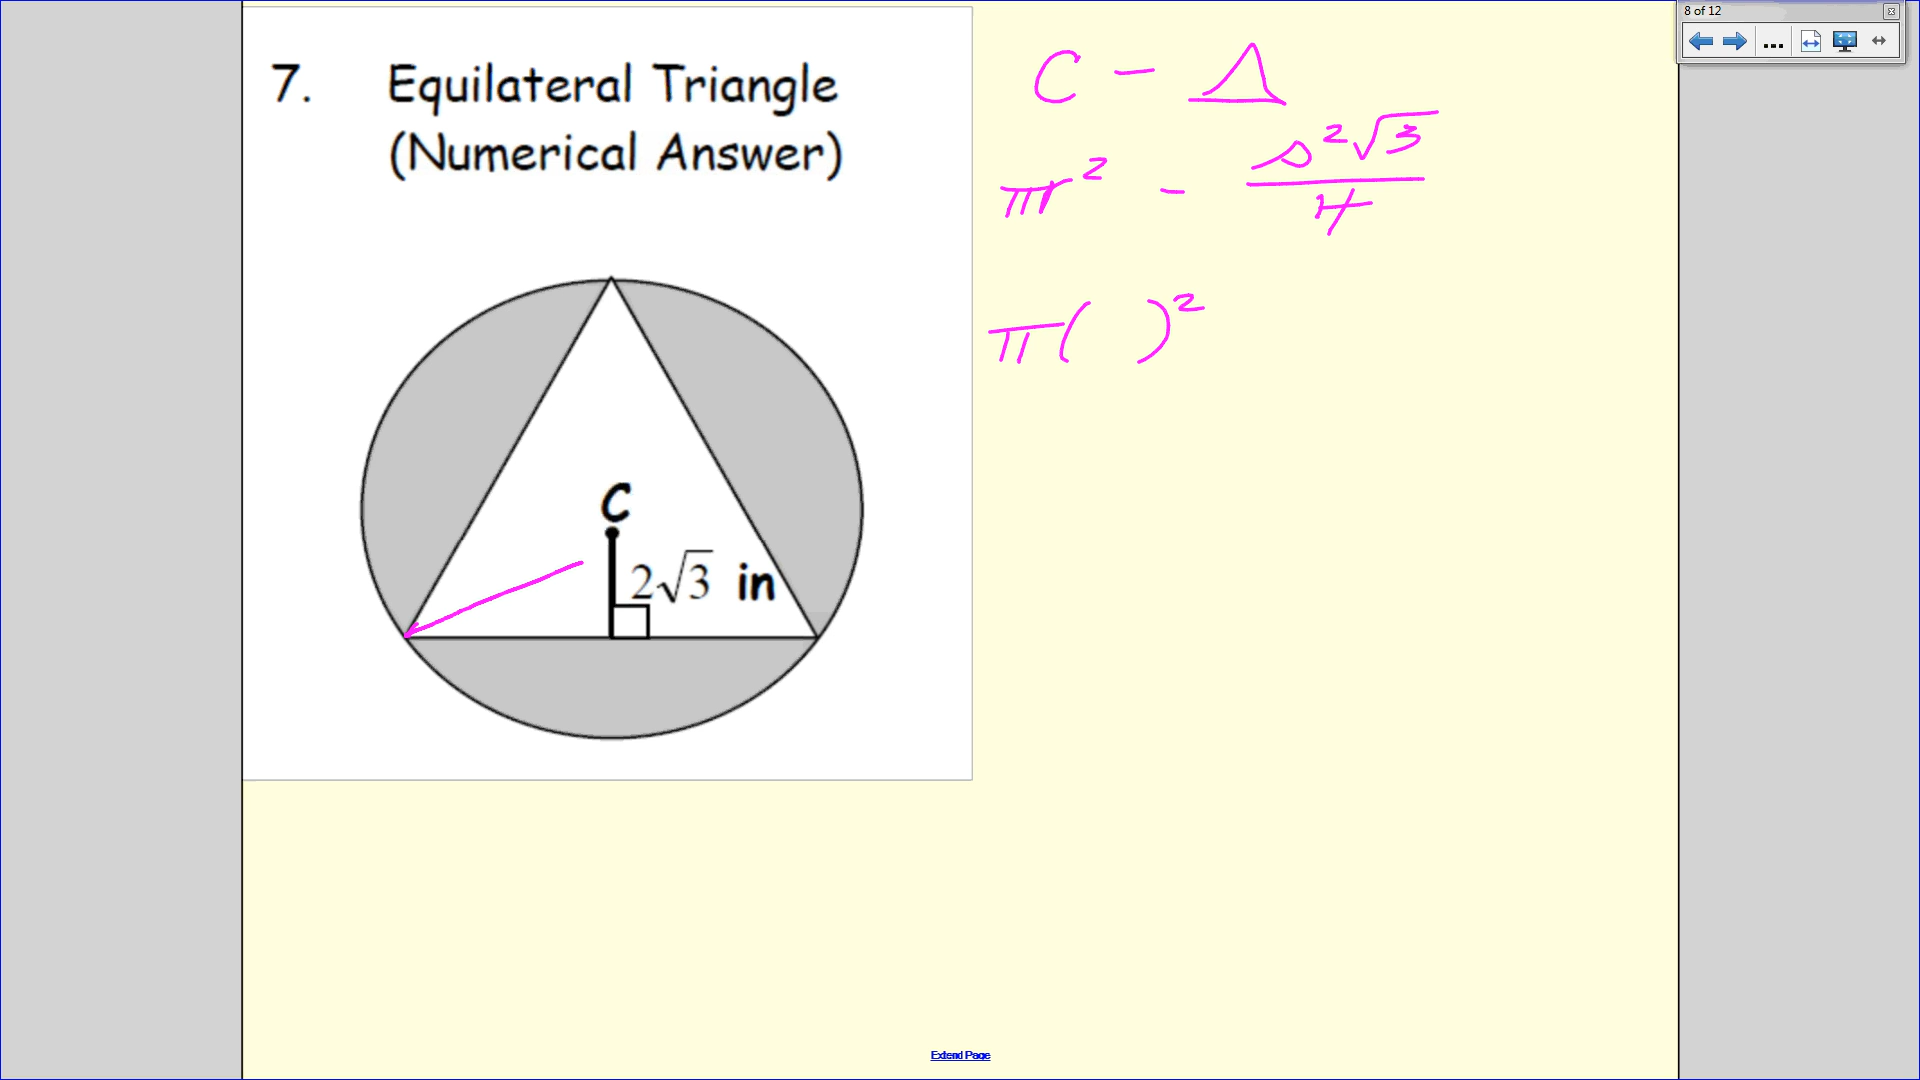 8 of 12
7. Equilateral Triangle
(Numerical Answer)
C
2√3 in
C - Δ
πr² - s²√3/4
π( )²
Extend Page